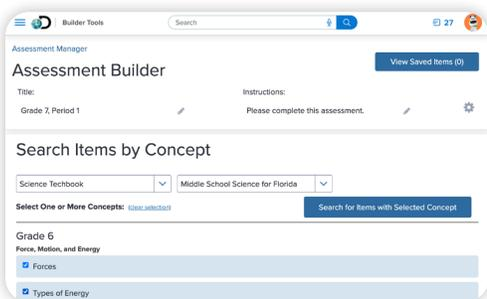 Builder Tools
Search
27
Assessment Manager
Assessment Builder
View Saved Items (0)
Title:
Instructions:
Grade 7, Period 1
Please complete this assessment.
Search Items by Concept
Science Techbook
Middle School Science for Florida
Select One or More Concepts: (clear selection)
Search for Items with Selected Concept
Grade 6
Force, Motion, and Energy
Forces
Types of Energy